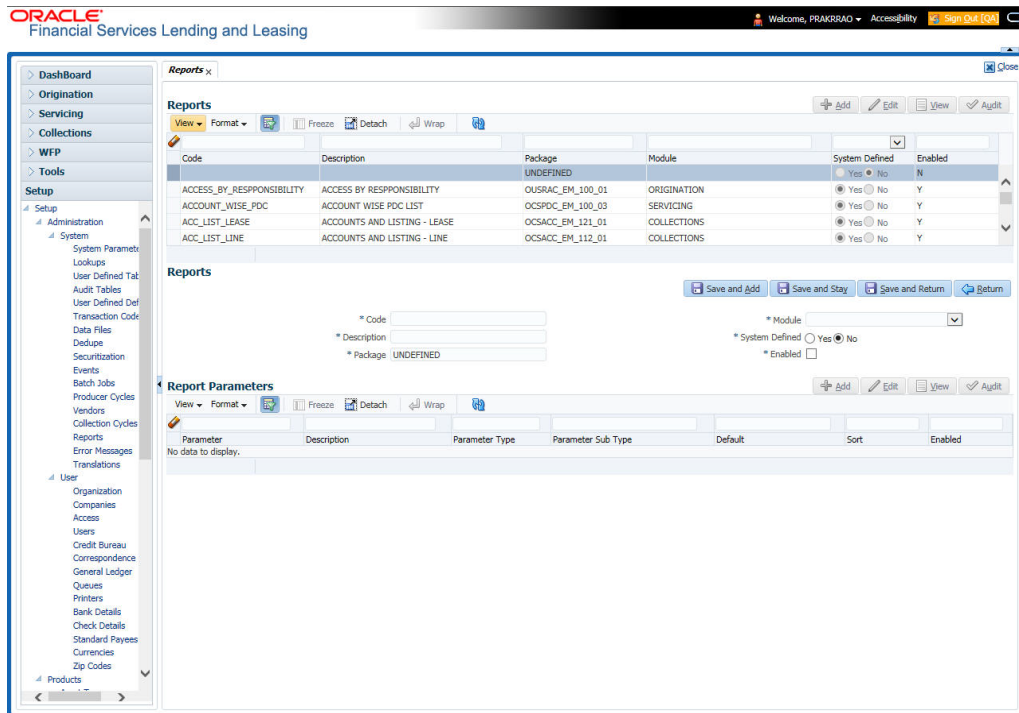 ORACLE®
Financial Services Lending and Leasing
Welcome, PRAKRRAO Accessibility Sign Out [QA]
Close
DashBoard
Origination
Servicing
Collections
WFP
Tools
Setup
Setup
Administration
System
System Paramete
Lookups
User Defined Tab
Audit Tables
User Defined Def
Transaction Code
Data Files
Dedupe
Securitization
Events
Batch Jobs
Producer Cycles
Vendors
Collection Cycles
Reports
Error Messages
Translations
User
Organization
Companies
Access
Users
Credit Bureau
Correspondence
General Ledger
Queues
Printers
Bank Details
Check Details
Standard Payees
Currencies
Zip Codes
Products
Reports
Reports
Add Edit View Audit
View Format Freeze Detach Wrap
Code Description Package Module System Defined Enabled
UNDEFINED Yes No N
ACCESS_BY_RESPPONSIBILITY ACCESS BY RESPPONSIBILITY OUSRAC_EM_100_01 ORIGINATION Yes No Y
ACCOUNT_WISE_PDC ACCOUNT WISE PDC LIST OCSPDC_EM_100_03 SERVICING Yes No Y
ACC_LIST_LEASE ACCOUNTS AND LISTING - LEASE OCSACC_EM_121_01 COLLECTIONS Yes No Y
ACC_LIST_LINE ACCOUNTS AND LISTING - LINE OCSACC_EM_112_01 COLLECTIONS Yes No Y
Reports
Save and Add Save and Stay Save and Return Return
* Code * Module
* Description * System Defined Yes No
* Package UNDEFINED * Enabled
Report Parameters
Add Edit View Audit
View Format Freeze Detach Wrap
Parameter Description Parameter Type Parameter Sub Type Default Sort Enabled
No data to display.